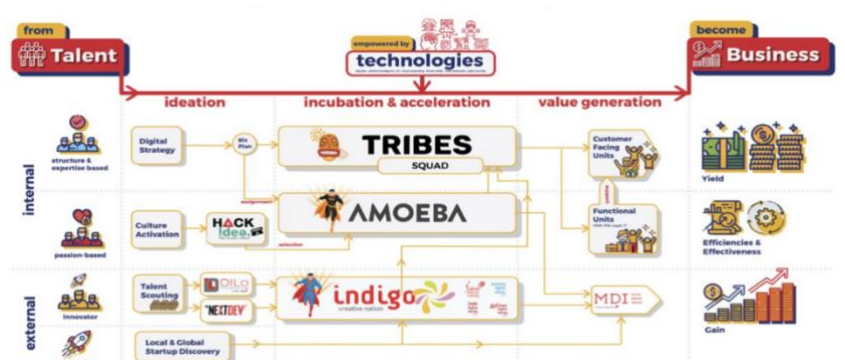 from
Talent
empowered by
technologies
become
Business
ideation
incubation & acceleration
value generation
internal
structure &
expertise based
Digital
Strategy
Biz
Plan
TRIBES
SQUAD
Customer
Facing
Units
Yield
assignment
passion-based
Culture
Activation
HACK
Idea
selection
AMOEBA
Functional
Units
Efficiencies &
Effectiveness
external
innovator
Talent
Scouting
DILO
NEXTDEV
indigo
creative nation
MDI
Gain
Local & Global
Startup Discovery